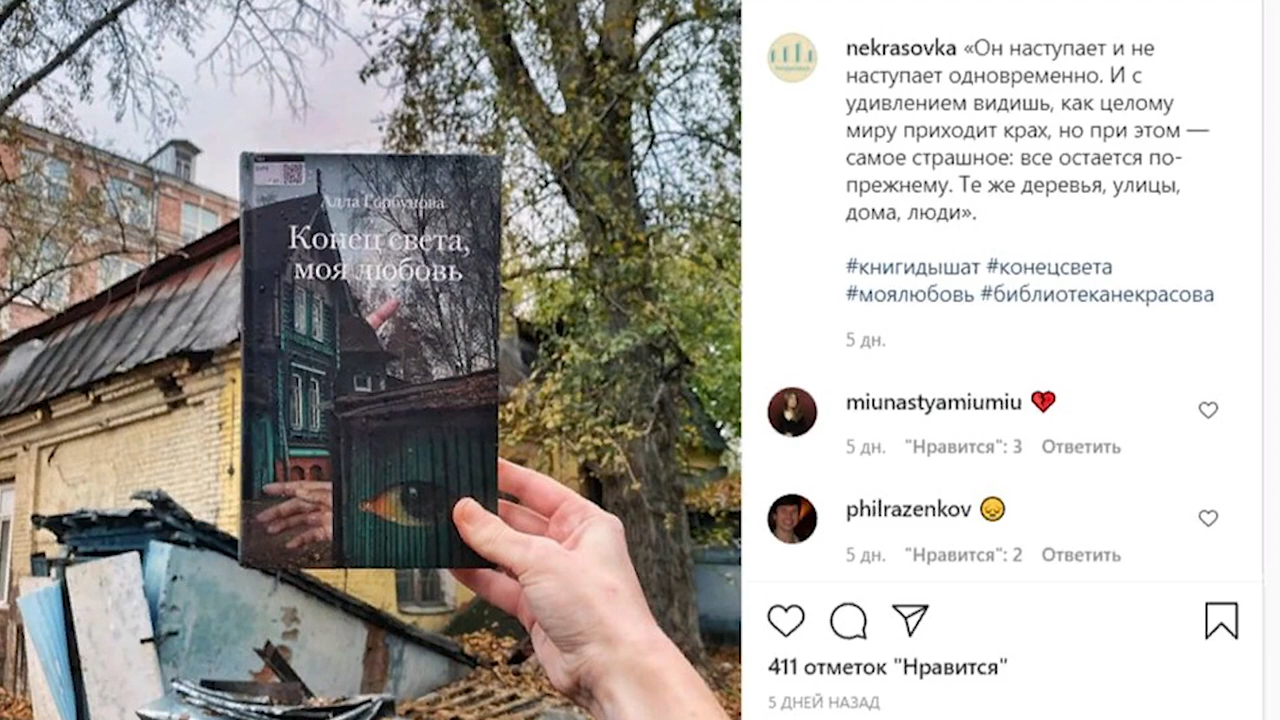 Алла Горбунова
Конец света,
моя любовь
nekrasovka «Он наступает и не
наступает одновременно. И с
удивлением видишь, как целому
миру приходит крах, но при этом —
самое страшное: все остается по-
прежнему. Те же деревья, улицы,
дома, люди».
#книгидышат #конецсвета
#моялюбовь #библиотеканекрасова
5 дн.
miunastyamiumiu 💔
5 дн. "Нравится": 3 Ответить
philrazenkov 😞
5 дн. "Нравится": 2 Ответить
411 отметок "Нравится"
5 ДНЕЙ НАЗАД